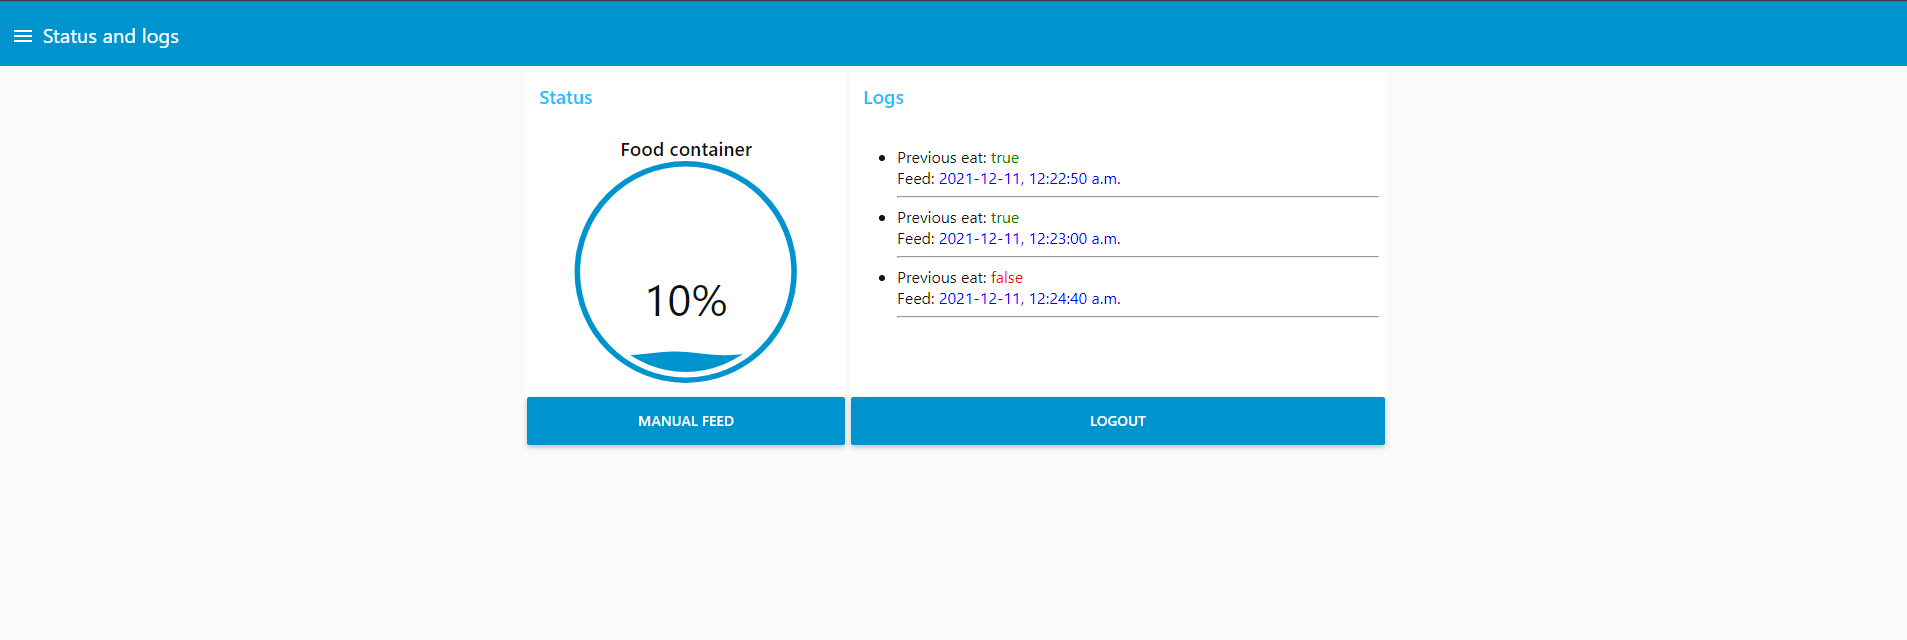 Status and logs
Status
Food container
10%
MANUAL FEED
Logs
Previous eat: true
Feed: 2021-12-11, 12:22:50 a.m.
Previous eat: true
Feed: 2021-12-11, 12:23:00 a.m.
Previous eat: false
Feed: 2021-12-11, 12:24:40 a.m.
LOGOUT